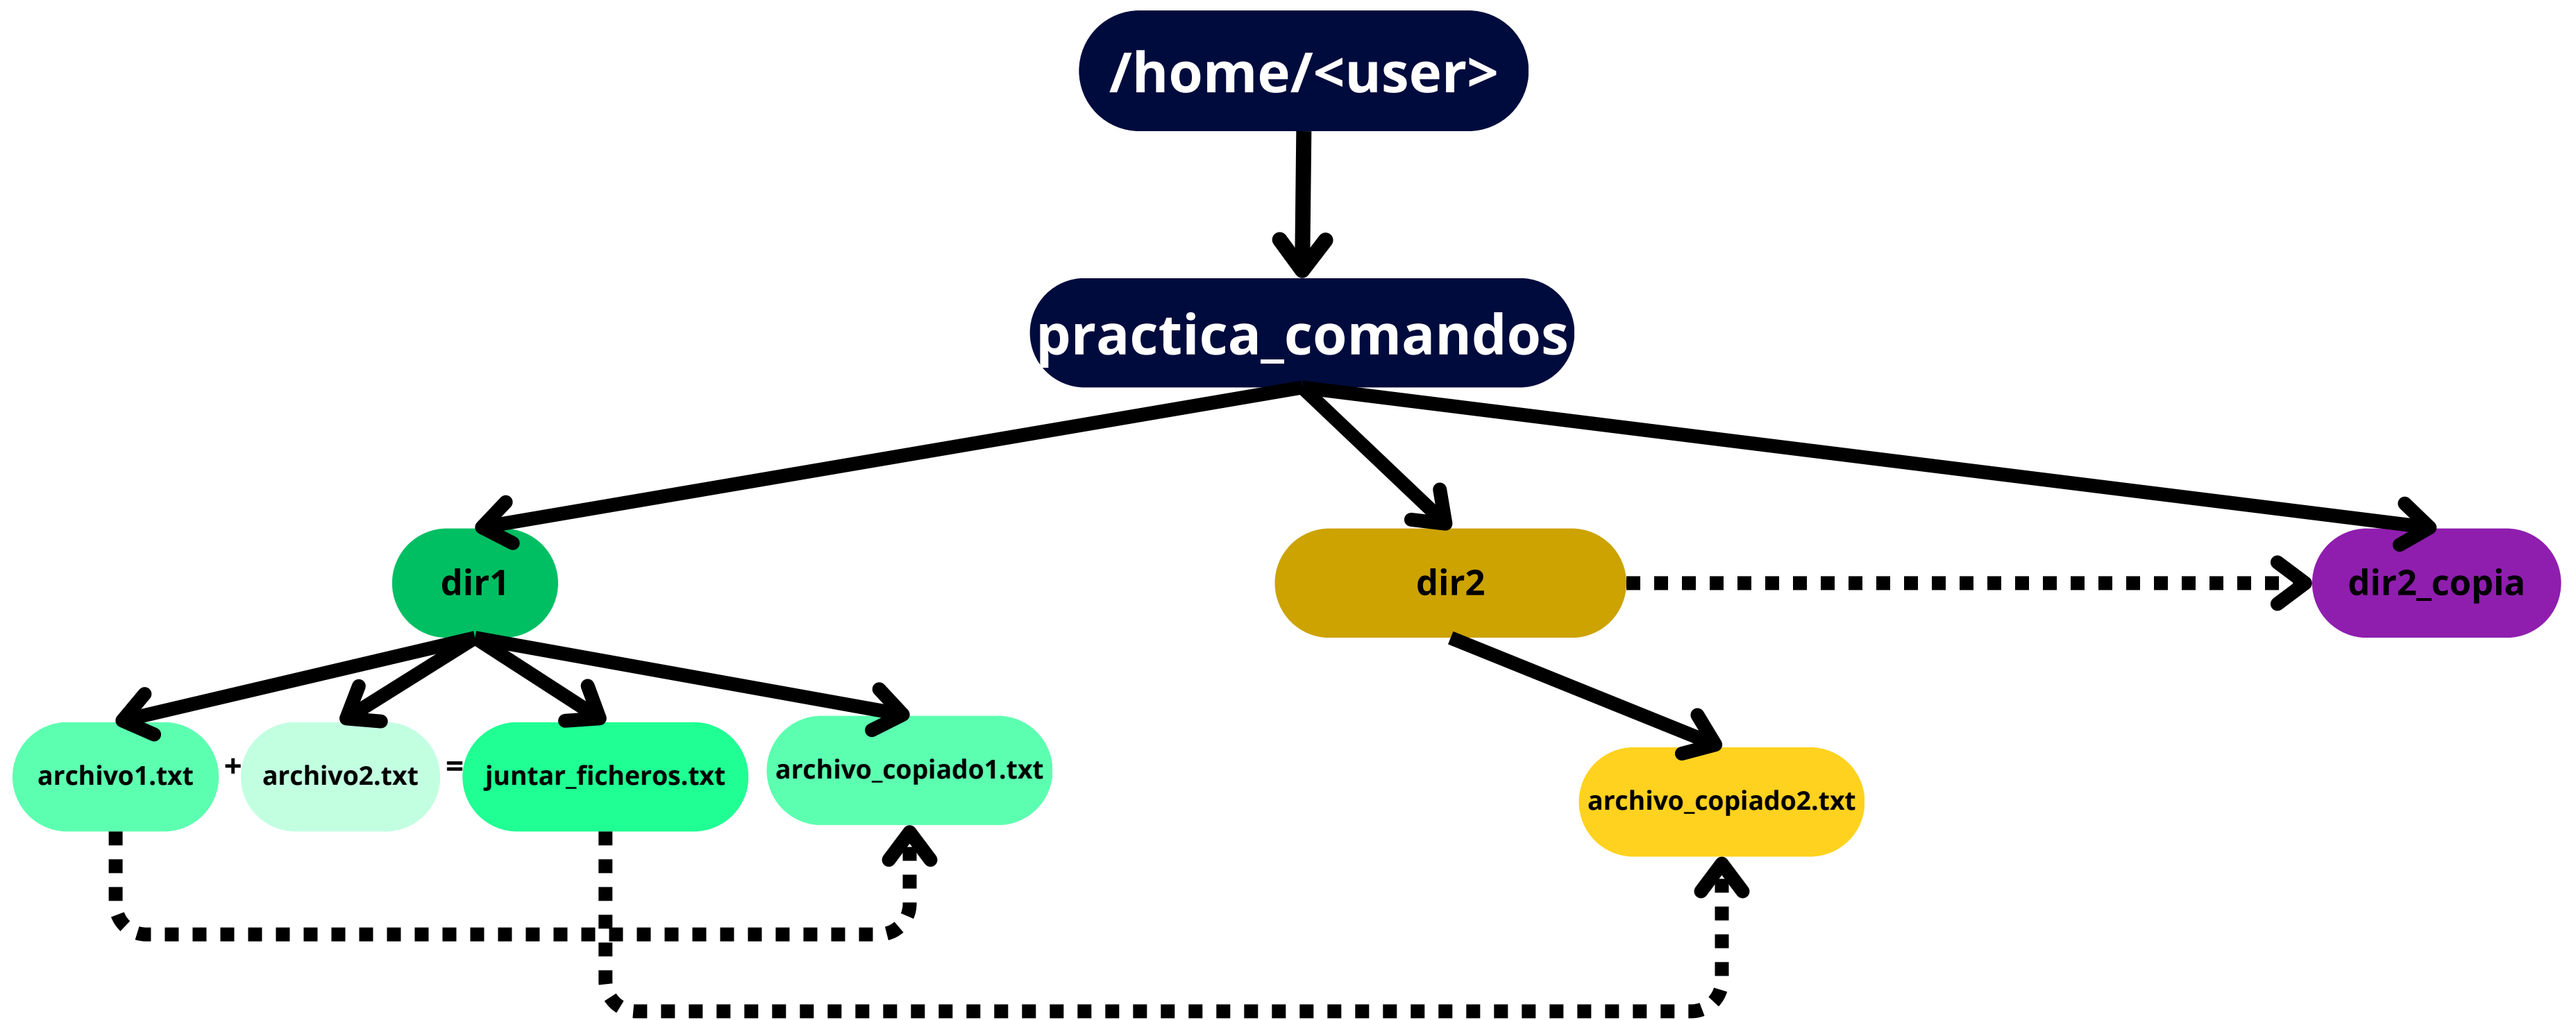 /home/<user>
practica_comandos
dir1
dir2
dir2_copia
archivo1.txt
+
archivo2.txt
=
juntar_ficheros.txt
archivo_copiado1.txt
archivo_copiado2.txt